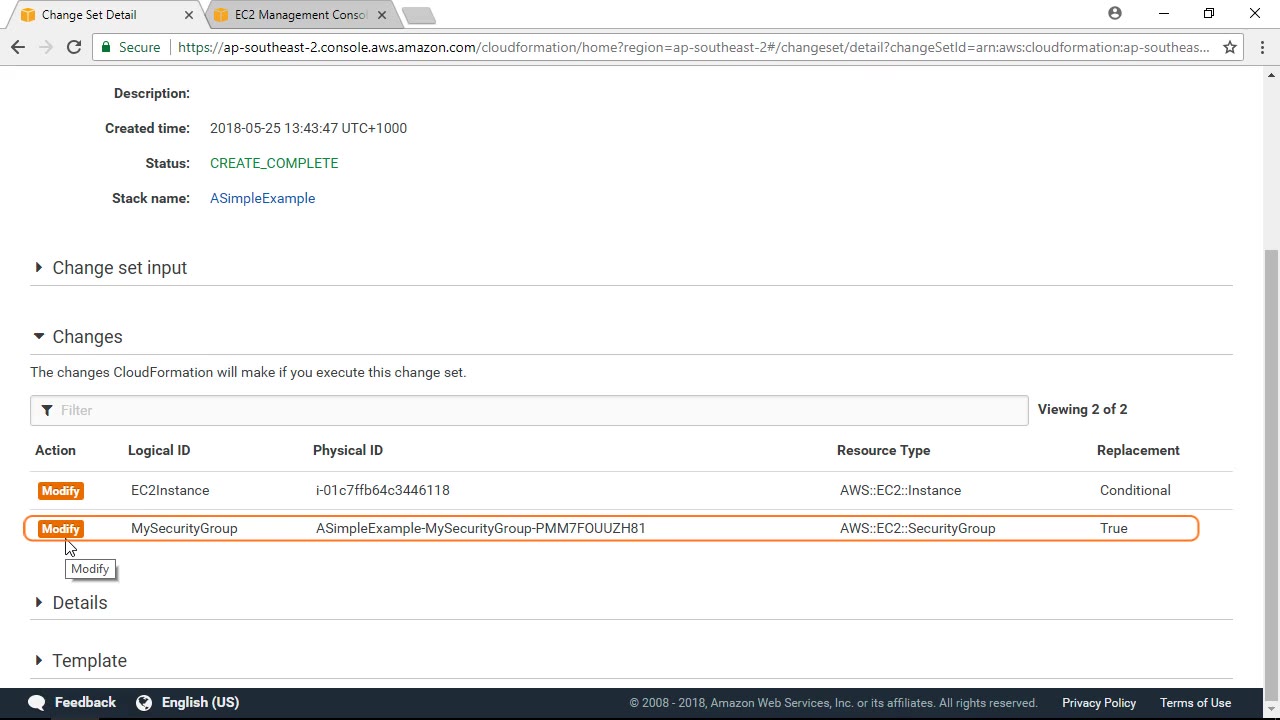 Change Set Detail
EC2 Management Consol
Secure
https://ap-southeast-2.console.aws.amazon.com/cloudformation/home?region=ap-southeast-2#/changeset/detail?changeSetId=arn:aws:cloudformation:ap-southeas...
Description:
Created time: 2018-05-25 13:43:47 UTC+1000
Status: CREATE_COMPLETE
Stack name: ASimpleExample
Change set input
Changes
The changes CloudFormation will make if you execute this change set.
Filter
Viewing 2 of 2
Action Logical ID Physical ID Resource Type Replacement
Modify EC2Instance i-01c7ffb64c3446118 AWS::EC2::Instance Conditional
Modify MySecurityGroup ASimpleExample-MySecurityGroup-PMM7FOUUZH81 AWS::EC2::SecurityGroup True
Modify
Details
Template
Feedback English (US) © 2008 - 2018, Amazon Web Services, Inc. or its affiliates. All rights reserved. Privacy Policy Terms of Use